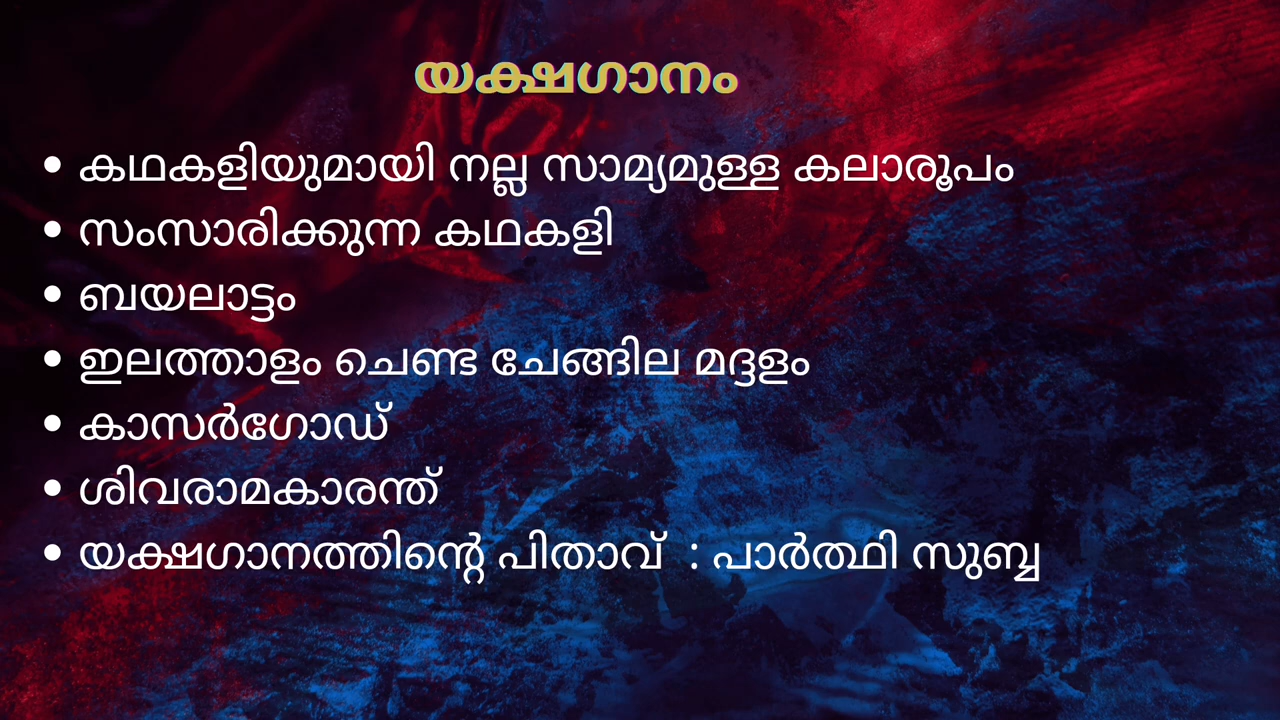 യക്ഷഗാനം
• കഥകളിയുമായി നല്ല സാമ്യമുള്ള കലാരൂപം
• സംസാരിക്കുന്ന കഥകളി
• ബയലാട്ടം
• ഇലത്താളം ചെണ്ട ചേങ്ങില മദ്ദളം
• കാസർഗോഡ്
• ശിവരാമകാരന്ത്
• യക്ഷഗാനത്തിന്റെ പിതാവ് : പാർത്ഥി സുബ്ബ